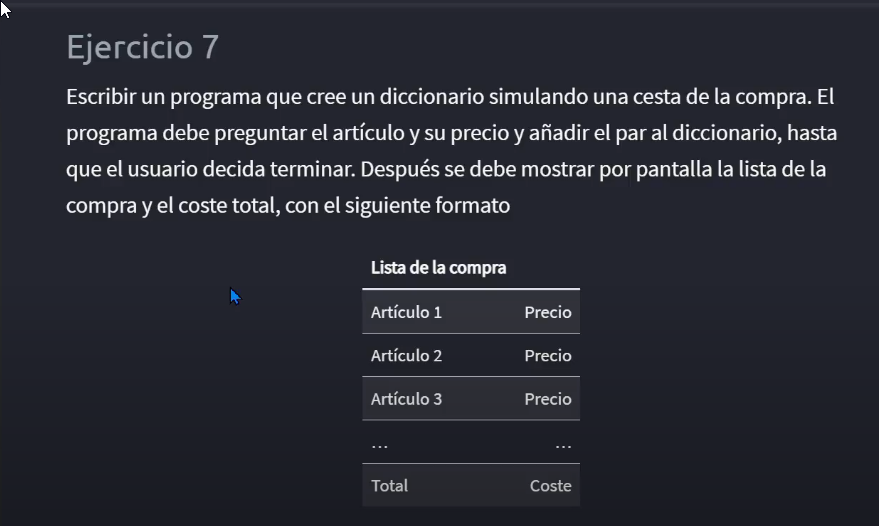 Ejercicio 7
Escribir un programa que cree un diccionario simulando una cesta de la compra. El
programa debe preguntar el artículo y su precio y añadir el par al diccionario, hasta
que el usuario decida terminar. Después se debe mostrar por pantalla la lista de la
compra y el coste total, con el siguiente formato
Lista de la compra
Artículo 1 Precio
Artículo 2 Precio
Artículo 3 Precio
… …
Total Coste